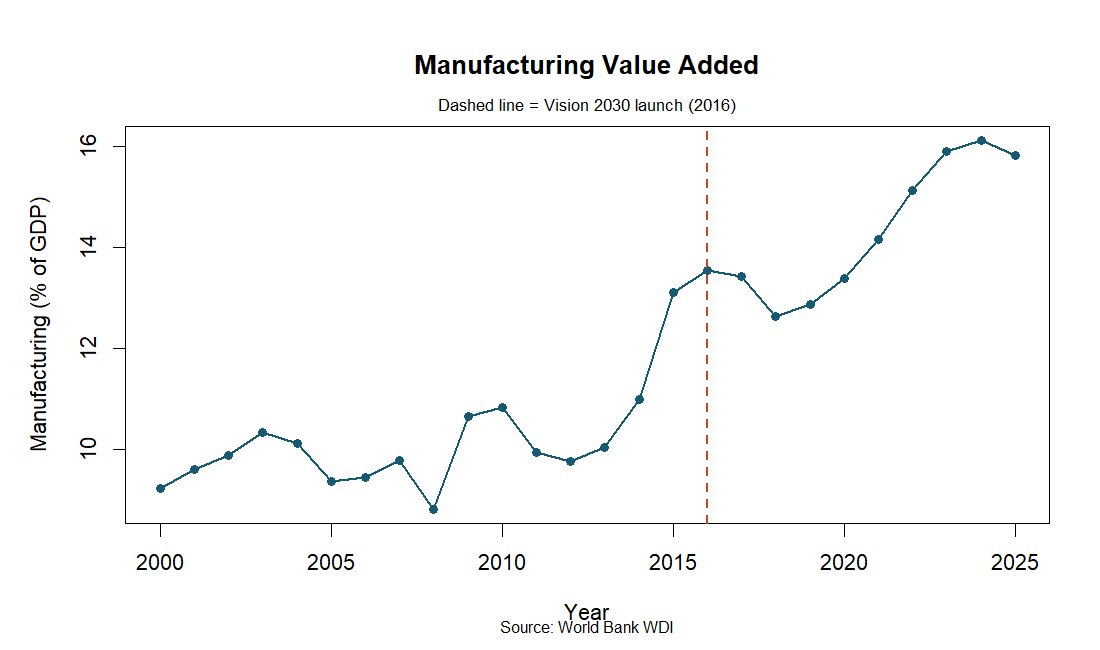 Manufacturing Value Added
Dashed line = Vision 2030 launch (2016)
Manufacturing (% of GDP)
16
14
12
10
2000 2005 2010 2015 2020 2025
Year
Source: World Bank WDI